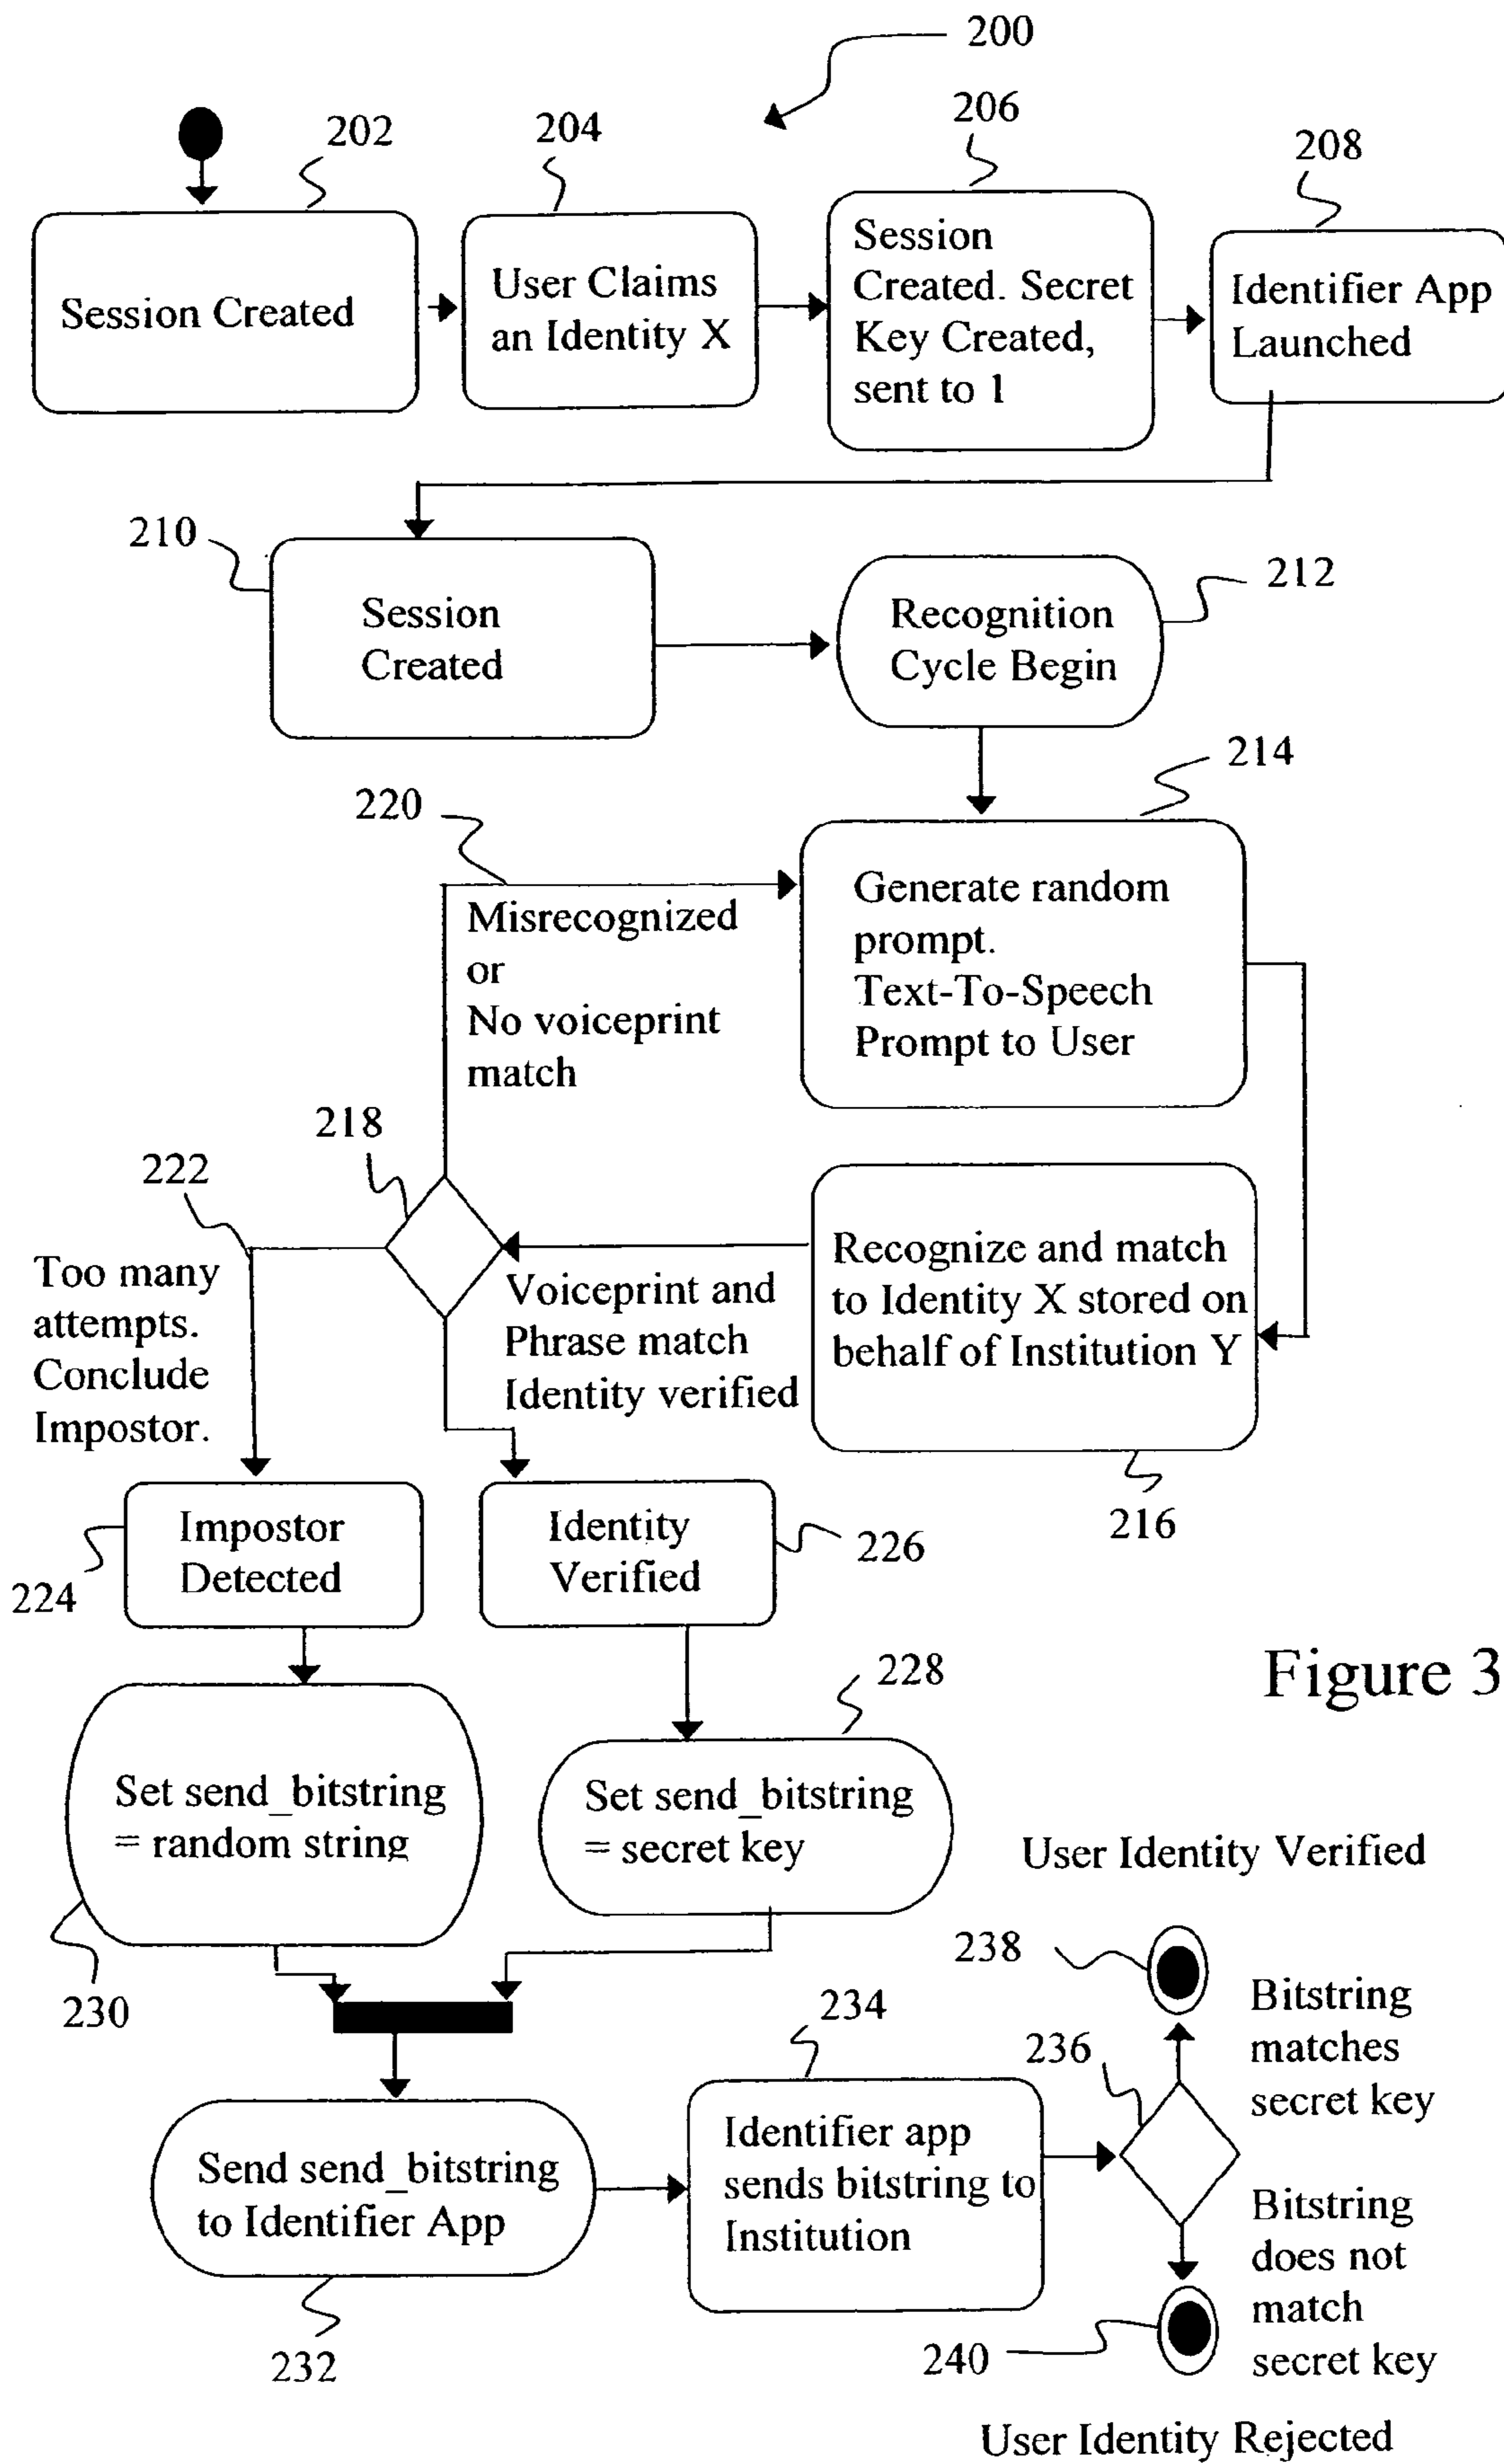 200
202
204
206
208
Session Created
User Claims
an Identity X
Session
Created. Secret
Key Created,
sent to 1
Identifier App
Launched
210
Session
Created
Recognition
Cycle Begin
212
214
220
Misrecognized
or
No voiceprint
match
Generate random
prompt.
Text-To-Speech
Prompt to User
218
222
Too many
attempts.
Conclude
Impostor.
Voiceprint and
Phrase match
Identity verified
Recognize and match
to Identity X stored on
behalf of Institution Y
216
Impostor
Detected
224
Identity
Verified
226
228
Figure 3
Set send_bitstring
= random string
230
Set send_bitstring
= secret key
User Identity Verified
238
Bitstring
matches
secret key
234
236
Send send_bitstring
to Identifier App
232
Identifier app
sends bitstring to
Institution
Bitstring
does not
match
secret key
240
User Identity Rejected